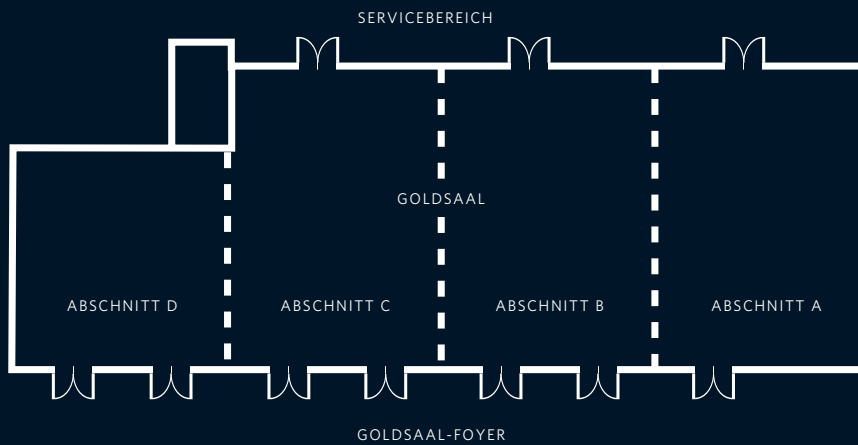 SERVICEBEREICH
GOLDSAAL
ABSCHNITT D
ABSCHNITT C
ABSCHNITT B
ABSCHNITT A
GOLDSAAL-FOYER